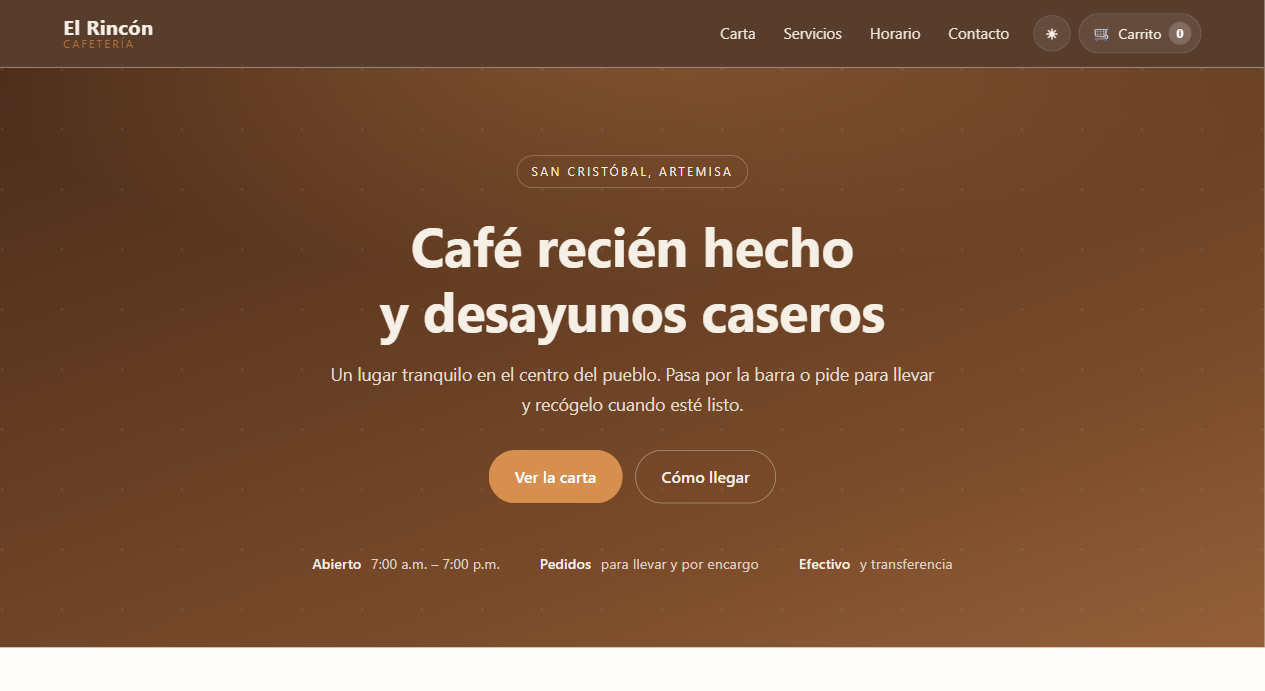 El Rincón
CAFETERÍA
Carta
Servicios
Horario
Contacto
Carrito 0
SAN CRISTÓBAL, ARTEMISA
Café recién hecho
y desayunos caseros
Un lugar tranquilo en el centro del pueblo. Pasa por la barra o pide para llevar
y recógelo cuando esté listo.
Ver la carta
Cómo llegar
Abierto 7:00 a.m. – 7:00 p.m.
Pedidos para llevar y por encargo
Efectivo y transferencia